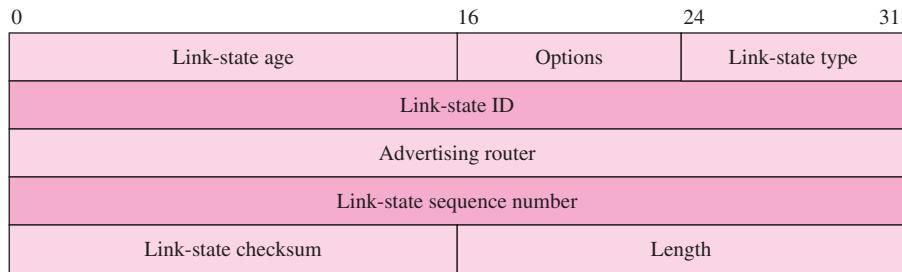 0 16 24 31
Link-state age Options Link-state type
Link-state ID
Advertising router
Link-state sequence number
Link-state checksum Length